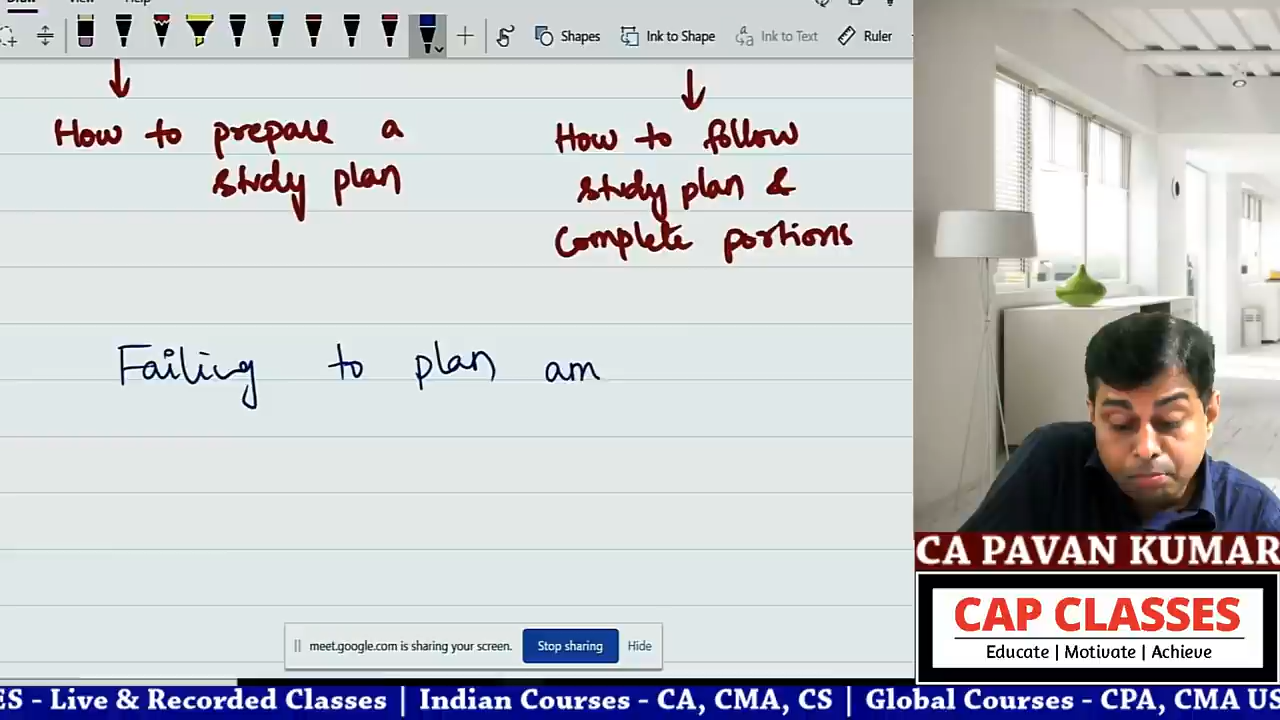 Shapes
Ink to Shape
Ink to Text
Ruler
How to prepare a
study plan
How to follow
study plan &
complete portions
Failing to plan am
meet.google.com is sharing your screen.
Stop sharing
Hide
CA PAVAN KUMAR
CAP CLASSES
Educate | Motivate | Achieve
ES - Live & Recorded Classes | Indian Courses - CA, CMA, CS | Global Courses - CPA, CMA US